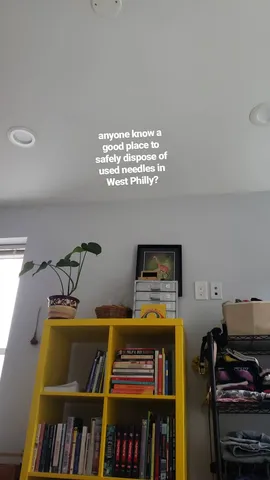 anyone know a
good place to
safely dispose of
used needles in
West Philly?